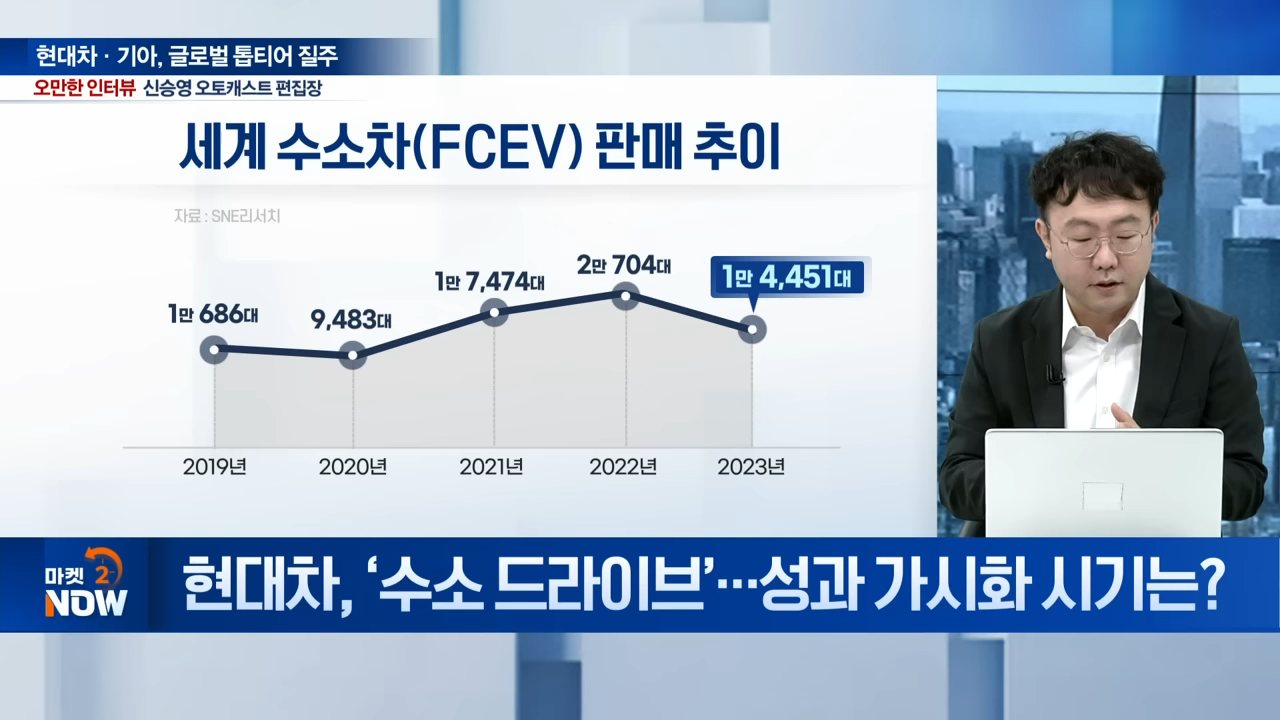 현대차 · 기아, 글로벌 톱티어 질주
오만한 인터뷰 신승영 오토캐스트 편집장
세계 수소차(FCEV) 판매 추이
자료 : SNE리서치
1만 686대
9,483대
1만 7,474대
2만 704대
1만 4,451대
2019년 2020년 2021년 2022년 2023년
마켓 2
NOW
현대차, ‘수소 드라이브’…성과 가시화 시기는?